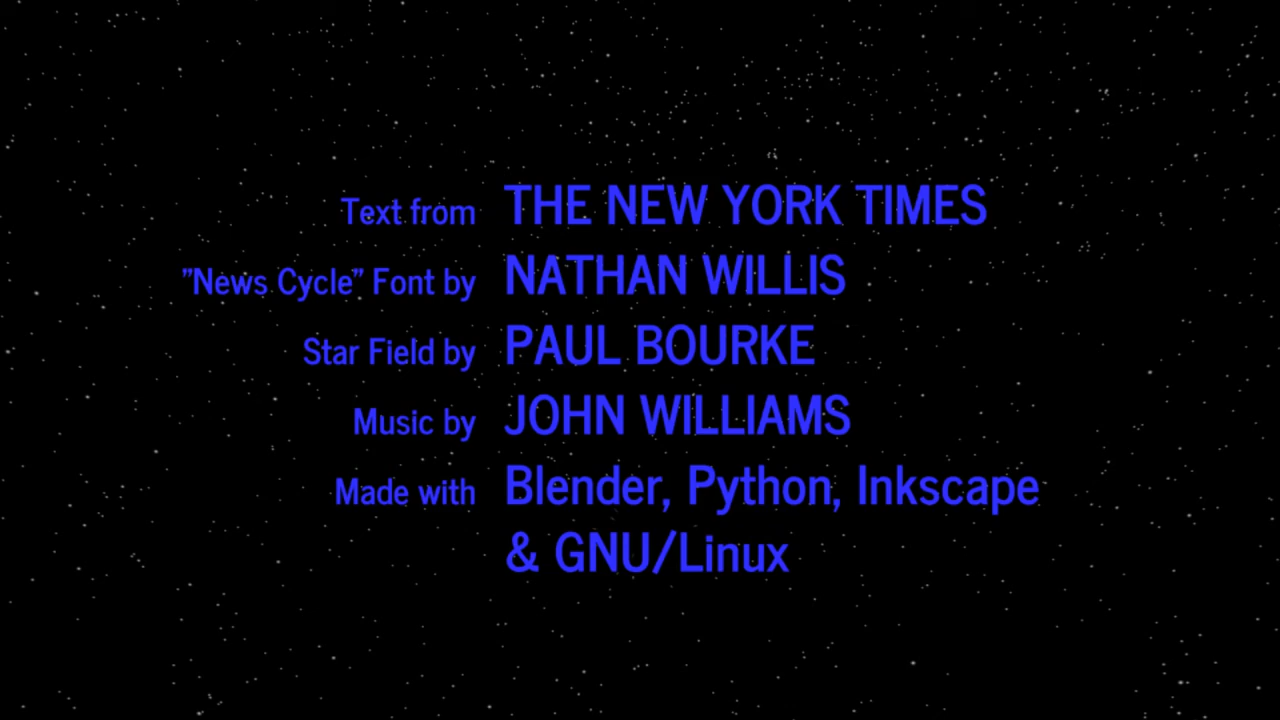 Text from THE NEW YORK TIMES
"News Cycle" Font by NATHAN WILLIS
Star Field by PAUL BOURKE
Music by JOHN WILLIAMS
Made with Blender, Python, Inkscape
& GNU/Linux